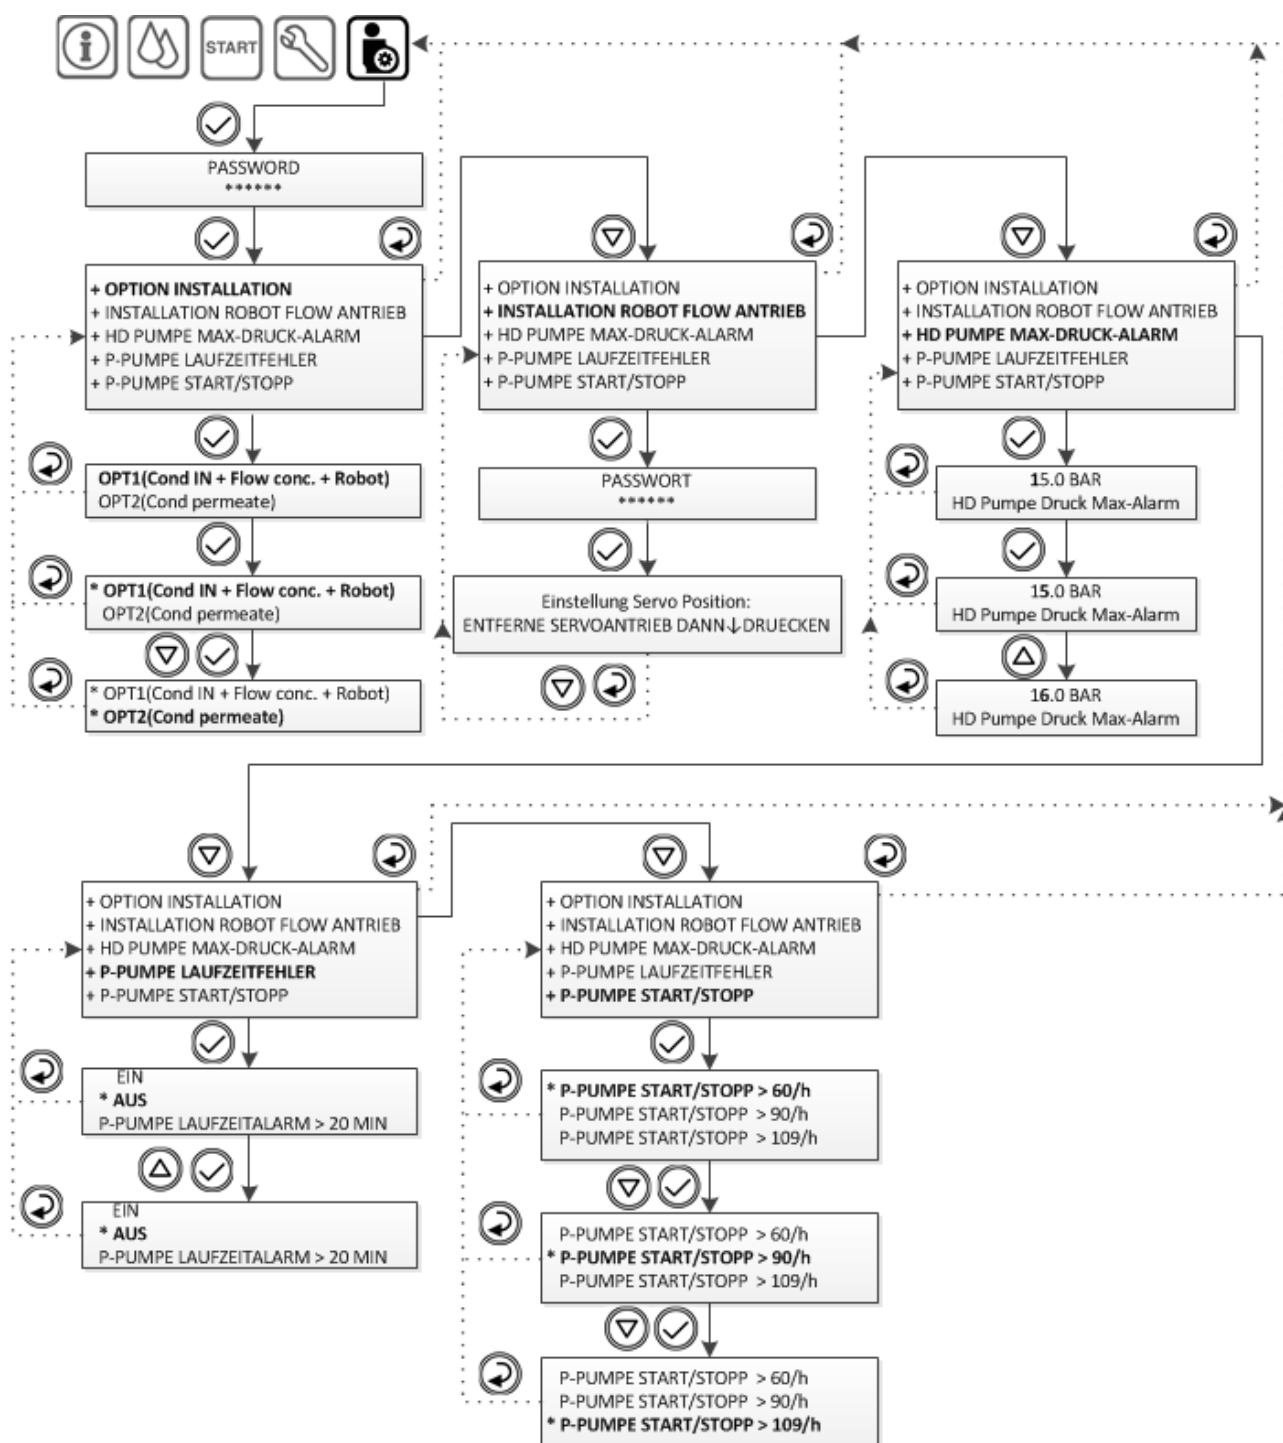 START
PASSWORD
******
+ OPTION INSTALLATION
+ INSTALLATION ROBOT FLOW ANTRIEB
+ HD PUMPE MAX-DRUCK-ALARM
+ P-PUMPE LAUFZEITFEHLER
+ P-PUMPE START/STOPP
OPT1(Cond IN + Flow conc. + Robot)
OPT2(Cond permeate)
* OPT1(Cond IN + Flow conc. + Robot)
OPT2(Cond permeate)
* OPT1(Cond IN + Flow conc. + Robot)
* OPT2(Cond permeate)
+ OPTION INSTALLATION
+ INSTALLATION ROBOT FLOW ANTRIEB
+ HD PUMPE MAX-DRUCK-ALARM
+ P-PUMPE LAUFZEITFEHLER
+ P-PUMPE START/STOPP
PASSWORT
******
Einstellung Servo Position:
ENTFERNE SERVOANTRIEB DANN↓DRUECKEN
+ OPTION INSTALLATION
+ INSTALLATION ROBOT FLOW ANTRIEB
+ HD PUMPE MAX-DRUCK-ALARM
+ P-PUMPE LAUFZEITFEHLER
+ P-PUMPE START/STOPP
15.0 BAR
HD Pumpe Druck Max-Alarm
15.0 BAR
HD Pumpe Druck Max-Alarm
16.0 BAR
HD Pumpe Druck Max-Alarm
+ OPTION INSTALLATION
+ INSTALLATION ROBOT FLOW ANTRIEB
+ HD PUMPE MAX-DRUCK-ALARM
+ P-PUMPE LAUFZEITFEHLER
+ P-PUMPE START/STOPP
EIN
* AUS
P-PUMPE LAUFZEITALARM > 20 MIN
EIN
* AUS
P-PUMPE LAUFZEITALARM > 20 MIN
+ OPTION INSTALLATION
+ INSTALLATION ROBOT FLOW ANTRIEB
+ HD PUMPE MAX-DRUCK-ALARM
+ P-PUMPE LAUFZEITFEHLER
+ P-PUMPE START/STOPP
* P-PUMPE START/STOPP > 60/h
P-PUMPE START/STOPP > 90/h
P-PUMPE START/STOPP > 109/h
P-PUMPE START/STOPP > 60/h
* P-PUMPE START/STOPP > 90/h
P-PUMPE START/STOPP > 109/h
P-PUMPE START/STOPP > 60/h
P-PUMPE START/STOPP > 90/h
* P-PUMPE START/STOPP > 109/h